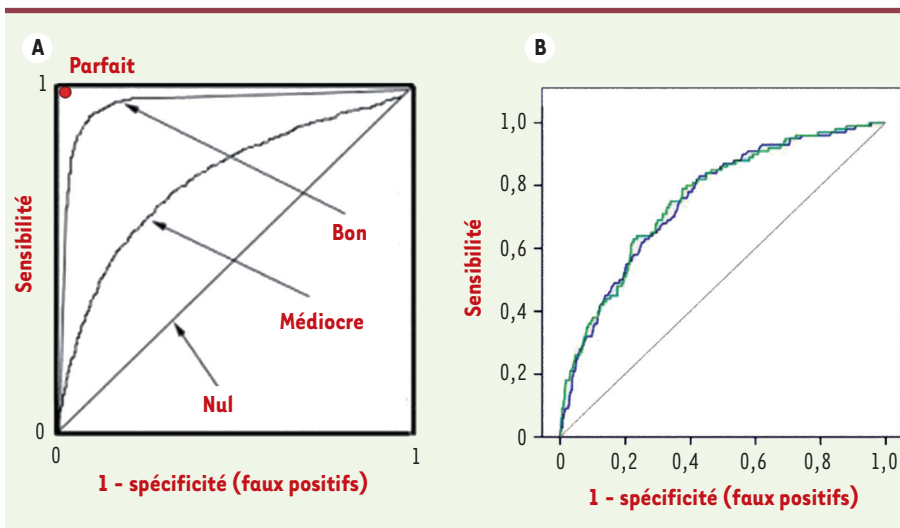 A
Parfait
1
Sensibilité
Bon
Médiocre
Nul
0
0
1
1 - spécificité (faux positifs)
B
1,0
0,8
0,6
0,4
0,2
0
Sensibilité
0
0,2
0,4
0,6
0,8
1,0
1 - spécificité (faux positifs)